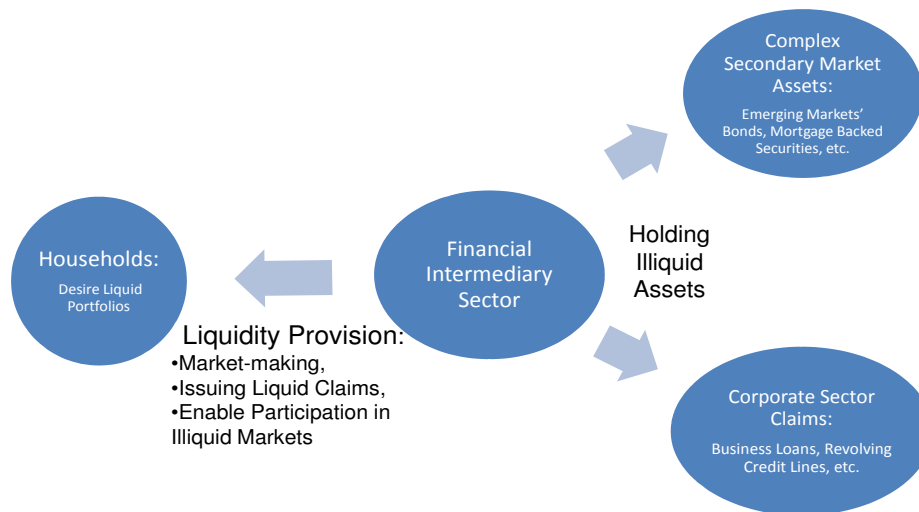 Households:
Desire Liquid
Portfolios
Liquidity Provision:
•Market-making,
•Issuing Liquid Claims,
•Enable Participation in
Illiquid Markets
Financial
Intermediary
Sector
Holding
Illiquid
Assets
Complex
Secondary Market
Assets:
Emerging Markets’
Bonds, Mortgage Backed
Securities, etc.
Corporate Sector
Claims:
Business Loans, Revolving
Credit Lines, etc.